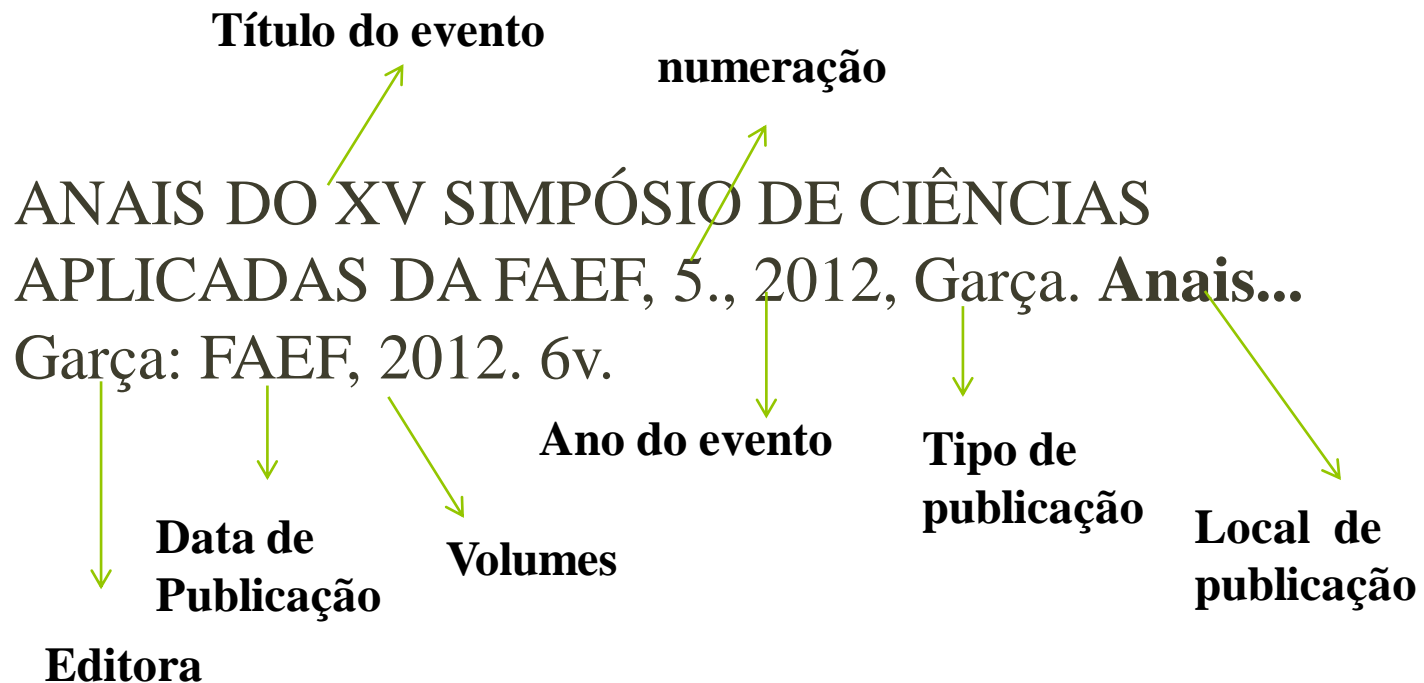 Título do evento
numeração
ANAIS DO XV SIMPÓSIO DE CIÊNCIAS
APLICADAS DA FAEF, 5., 2012, Garça. Anais...
Garça: FAEF, 2012. 6v.
Ano do evento
Tipo de
publicação
Local de
publicação
Data de
Publicação
Volumes
Editora